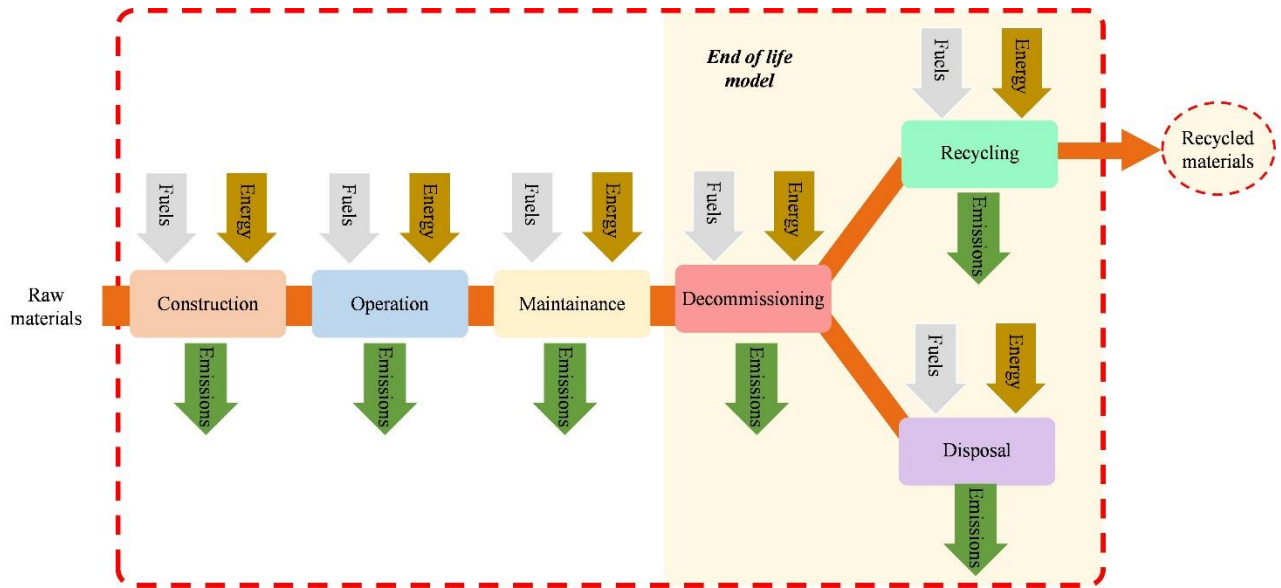 End of life
model
Fuels
Energy
Recycling
Recycled
materials
Emissions
Fuels
Energy
Fuels
Energy
Fuels
Energy
Fuels
Energy
Raw
materials
Construction
Operation
Maintainance
Decommissioning
Emissions
Emissions
Emissions
Emissions
Fuels
Energy
Disposal
Emissions